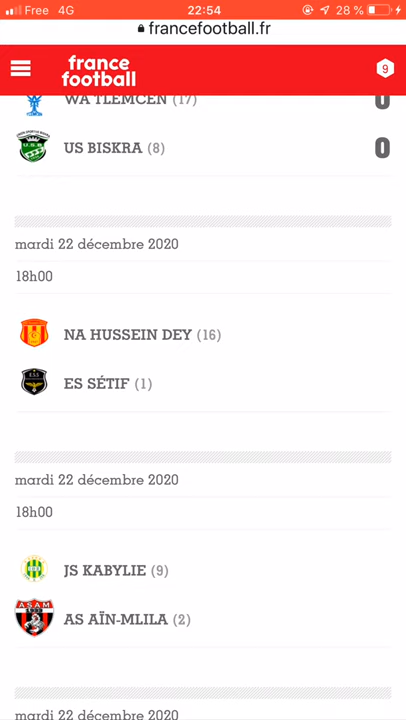 Free 4G 22:54 28 %
francefootball.fr
france
football
9
WA TLEMCEN (17) 0
US BISKRA (8) 0
mardi 22 décembre 2020
18h00
NA HUSSEIN DEY (16)
ES SÉTIF (1)
mardi 22 décembre 2020
18h00
JS KABYLIE (9)
ASAM
AS AÏN-MLILA (2)
mardi 22 décembre 2020